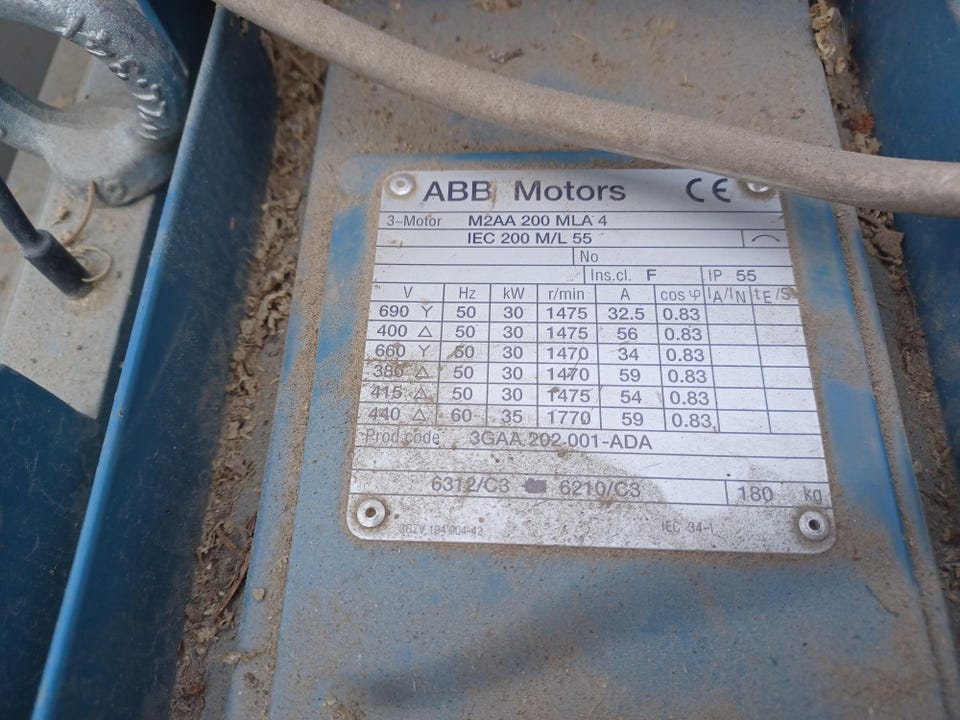 ABB Motors CE
3~Motor M2AA 200 MLA 4
IEC 200 M/L 55
No
Ins.cl. F IP 55
V Hz kW r/min A cos φ IA/IN tE/S
690 Y 50 30 1475 32.5 0.83
400 △ 50 30 1475 56 0.83
660 Y 50 30 1470 34 0.83
380 △ 50 30 1470 59 0.83
415 △ 50 30 1475 54 0.83
440 △ 60 35 1770 59 0.83
Prod code 3GAA 202 001-ADA
6312/C3 6210/C3 180 kg
3GZV 194 904-42 IEC 34-1